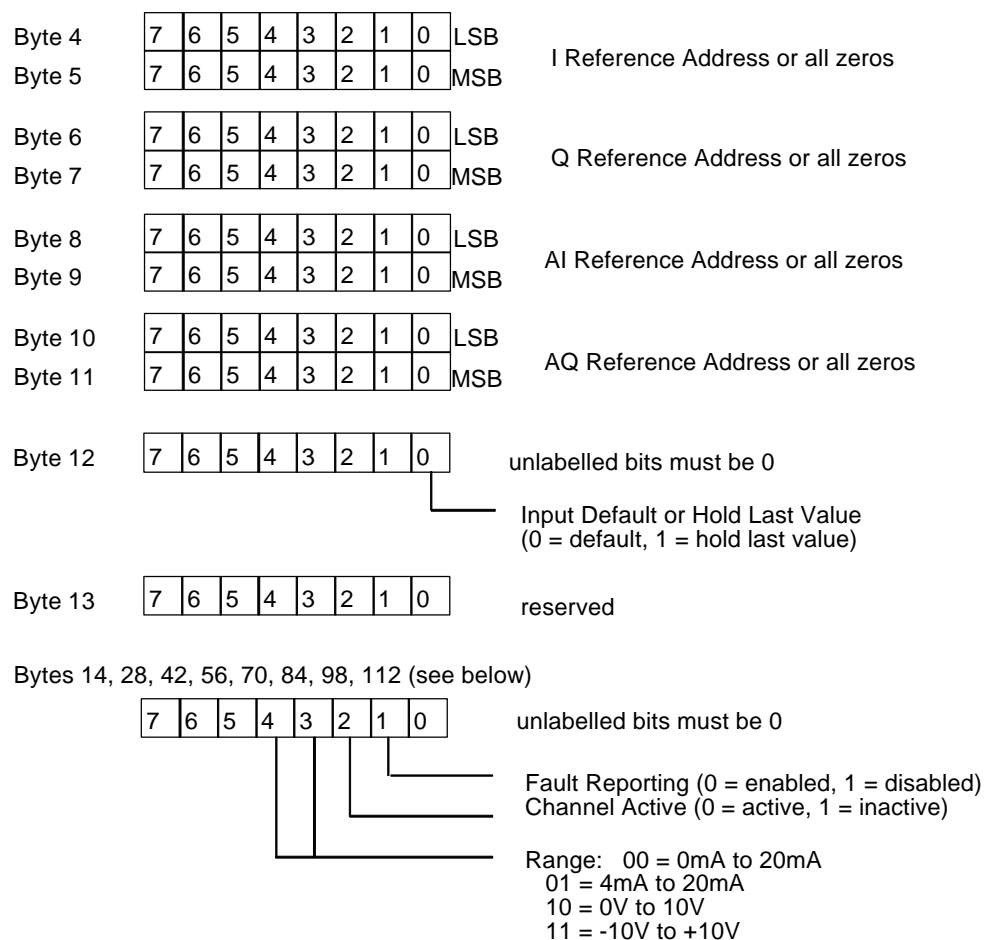 Byte 4 7 6 5 4 3 2 1 0 LSB
I Reference Address or all zeros
Byte 5 7 6 5 4 3 2 1 0 MSB
Byte 6 7 6 5 4 3 2 1 0 LSB
Q Reference Address or all zeros
Byte 7 7 6 5 4 3 2 1 0 MSB
Byte 8 7 6 5 4 3 2 1 0 LSB
AI Reference Address or all zeros
Byte 9 7 6 5 4 3 2 1 0 MSB
Byte 10 7 6 5 4 3 2 1 0 LSB
AQ Reference Address or all zeros
Byte 11 7 6 5 4 3 2 1 0 MSB
Byte 12 7 6 5 4 3 2 1 0 unlabelled bits must be 0
Input Default or Hold Last Value
(0 = default, 1 = hold last value)
Byte 13 7 6 5 4 3 2 1 0 reserved
Bytes 14, 28, 42, 56, 70, 84, 98, 112 (see below)
7 6 5 4 3 2 1 0 unlabelled bits must be 0
Fault Reporting (0 = enabled, 1 = disabled)
Channel Active (0 = active, 1 = inactive)
Range: 00 = 0mA to 20mA
01 = 4mA to 20mA
10 = 0V to 10V
11 = -10V to +10V